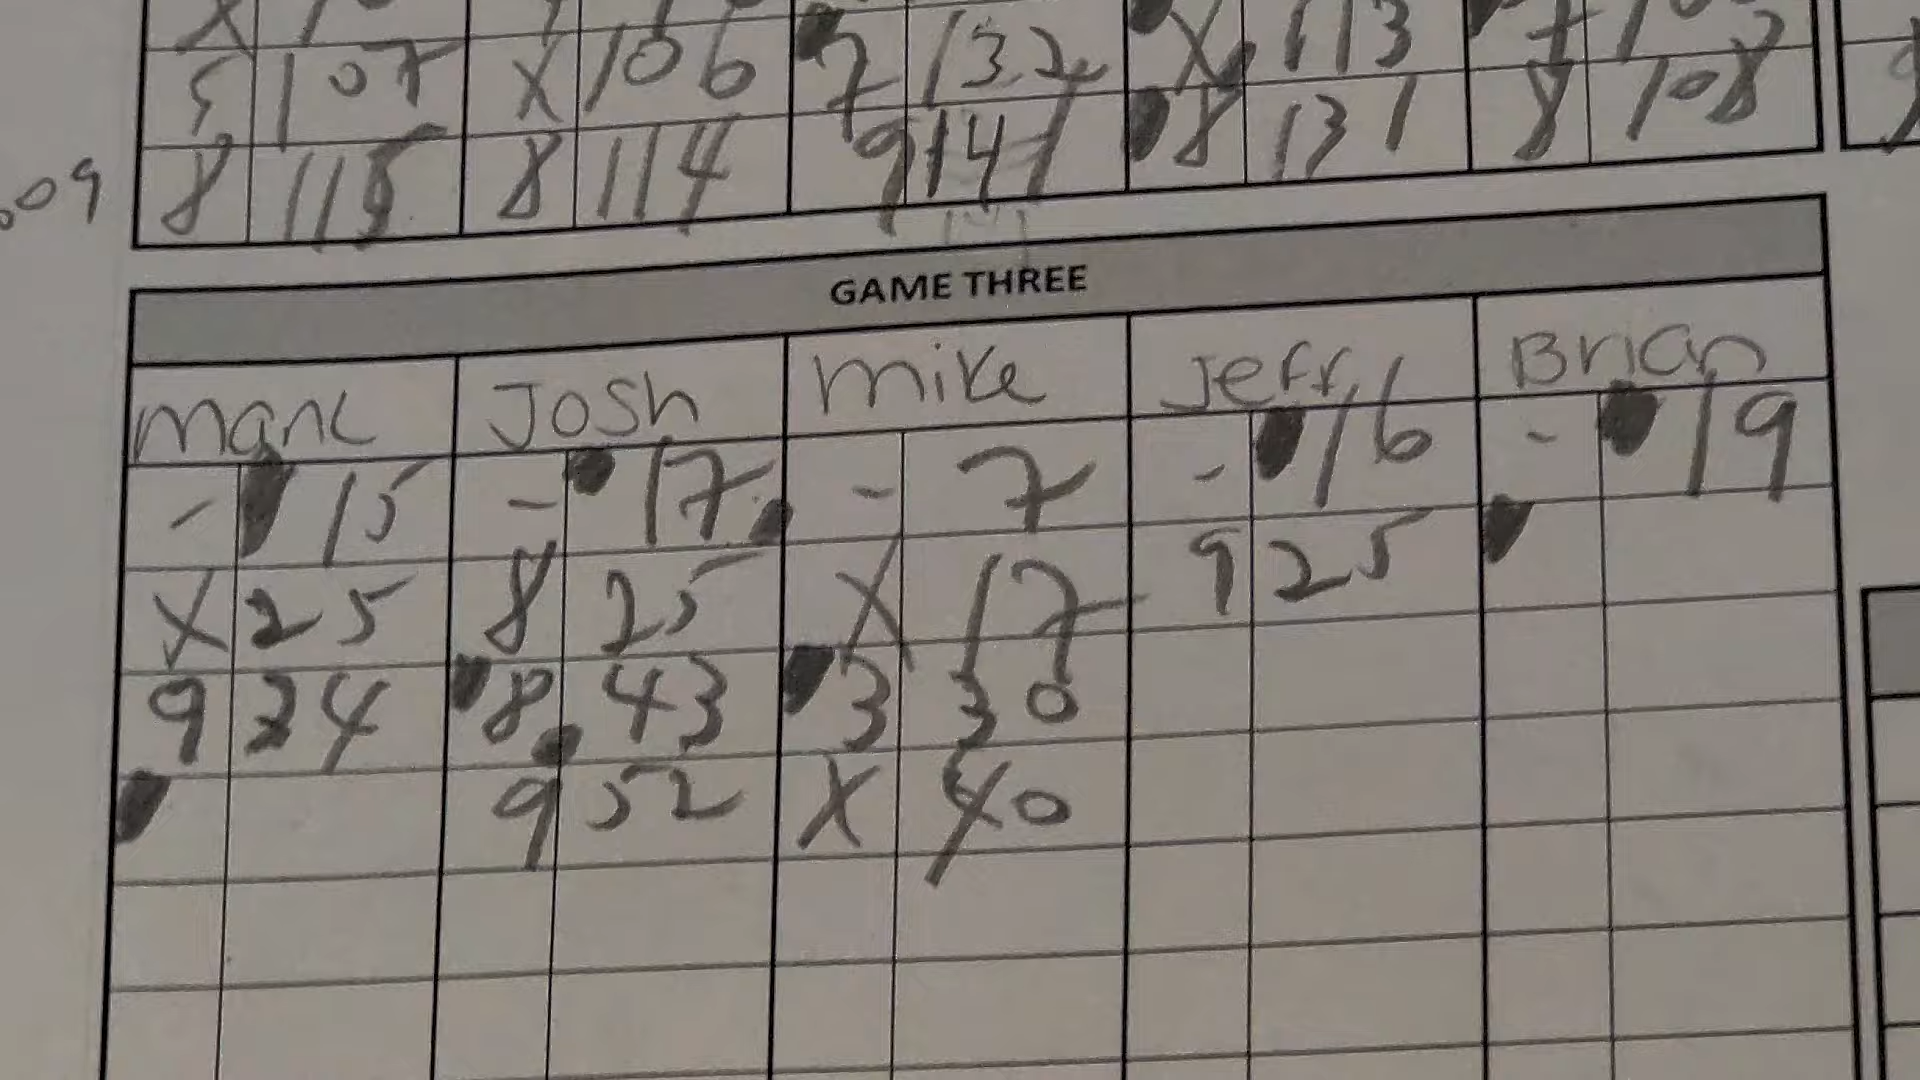 5 107 X 106 7 132 X 113 7
8 115 8 114 9 141 8 131 8 108
.09
GAME THREE
Mark Josh Mike Jeff Brian
- 15 - 17 - 7 - 16 - 19
X 25 8 25 X 17 9 25
9 34 8 43 3 30
9 52 X 40